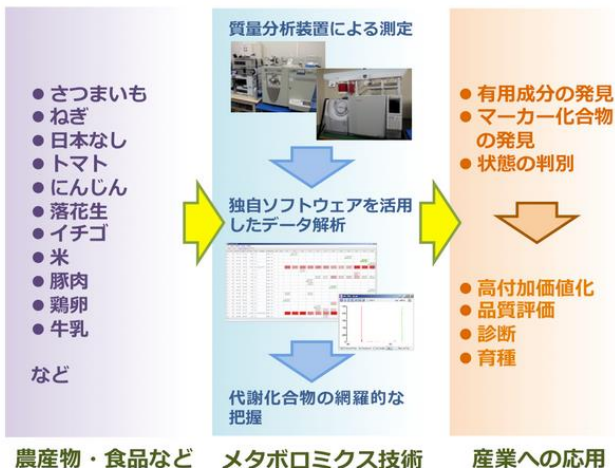 ● さつまいも
● ねぎ
● 日本なし
● トマト
● にんじん
● 落花生
● イチゴ
● 米
● 豚肉
● 鶏卵
● 牛乳
など
農産物・食品など
質量分析装置による測定
独自ソフトウェアを活用
したデータ解析
代謝化合物の網羅的な
把握
メタボロミクス技術
● 有用成分の発見
● マーカー化合物
の発見
● 状態の判別
● 高付加価値化
● 品質評価
● 診断
● 育種
産業への応用